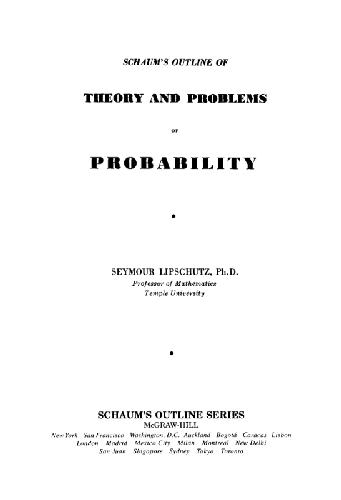 SCHAUM'S OUTLINE OF
THEORY AND PROBLEMS
OF
PROBABILITY
SEYMOUR LIPSCHUTZ, Ph.D.
Professor of Mathematics
Temple University
SCHAUM'S OUTLINE SERIES
McGRAW-HILL
New York San Francisco Washington, D.C. Auckland Bogotá Caracas Lisbon
London Madrid Mexico City Milan Montreal New Delhi
San Juan Singapore Sydney Tokyo Toronto